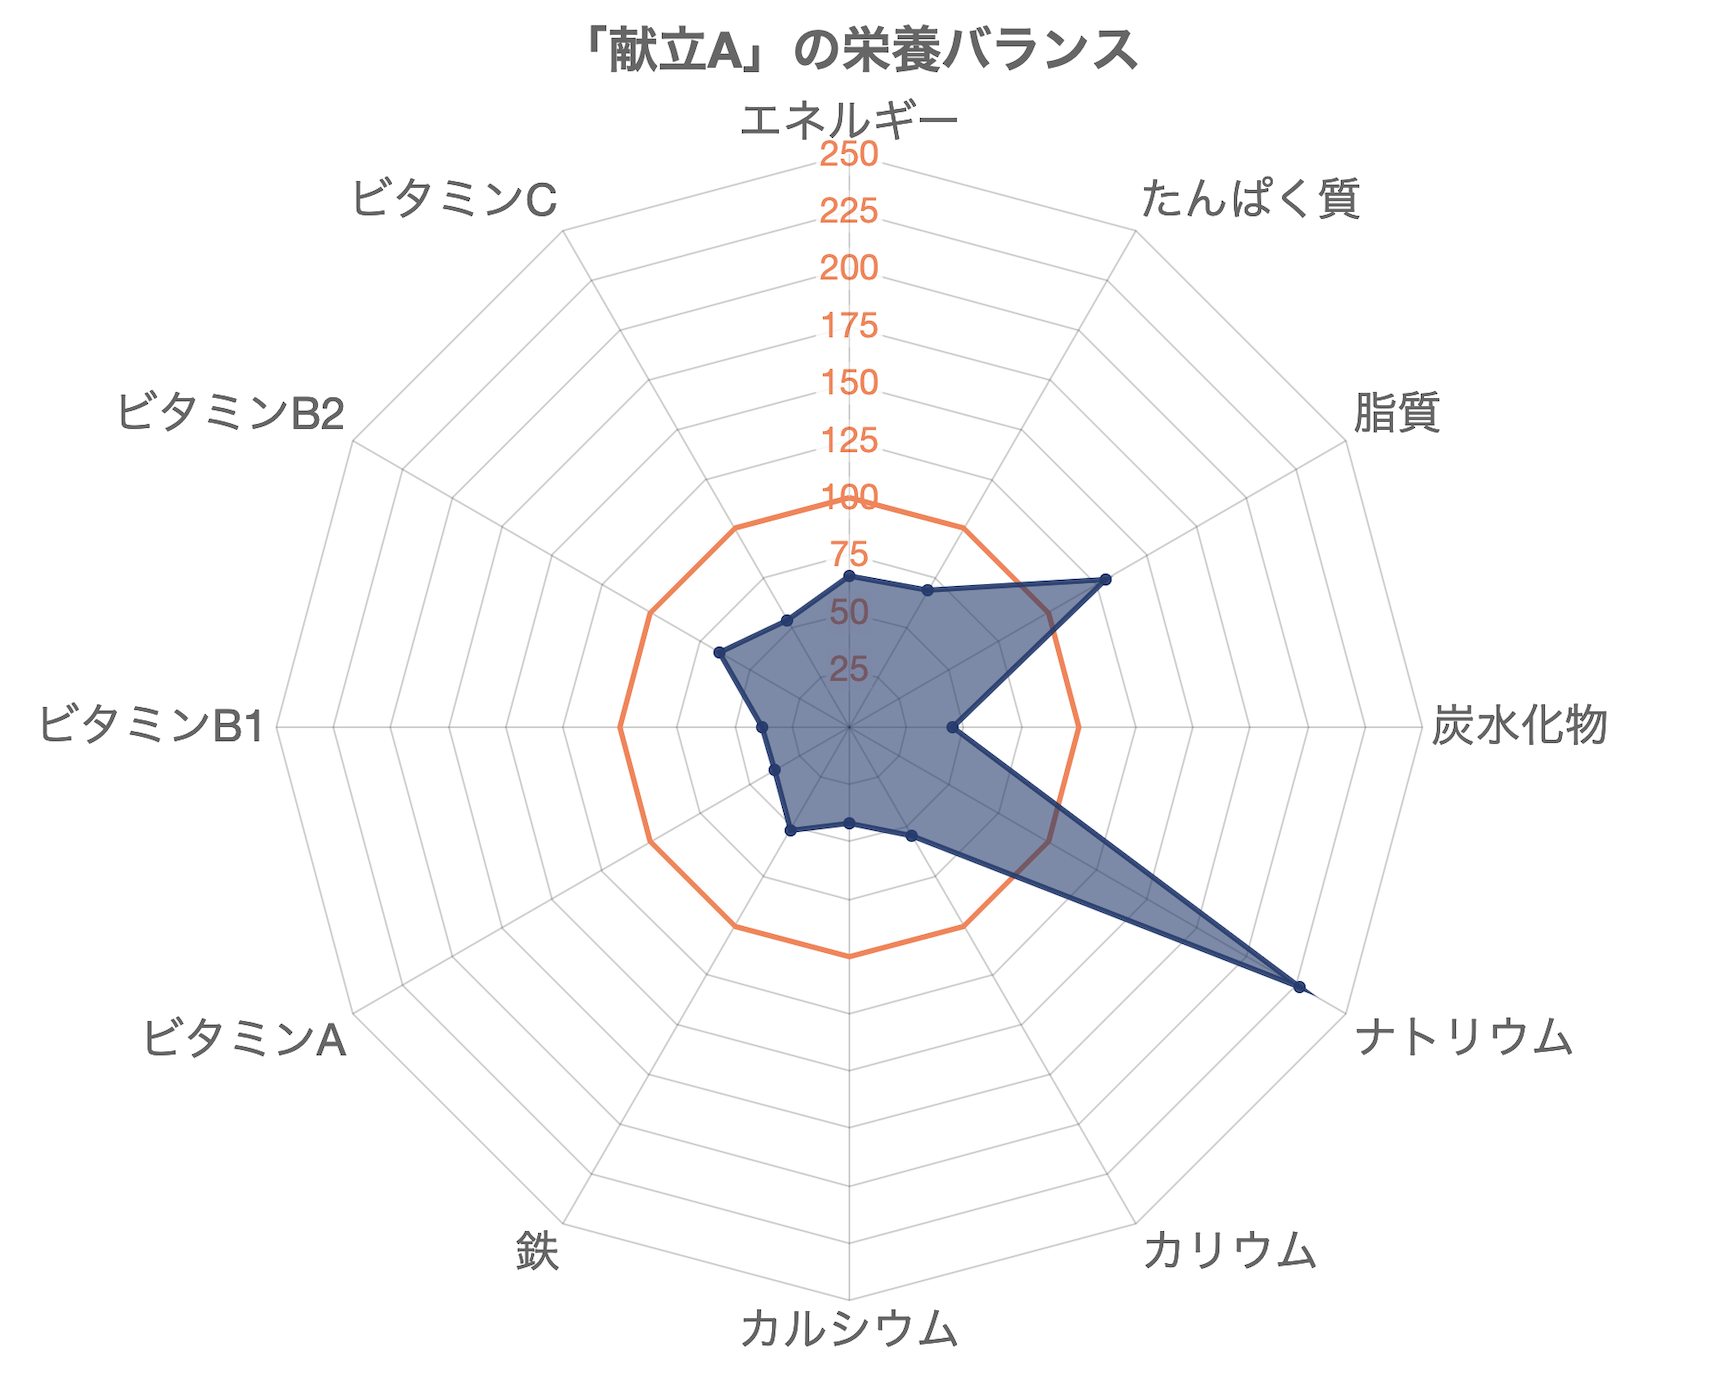 「献立A」の栄養バランス
エネルギー
たんぱく質
脂質
炭水化物
ナトリウム
カリウム
カルシウム
鉄
ビタミンA
ビタミンB1
ビタミンB2
ビタミンC
250
225
200
175
150
125
100
75
50
25